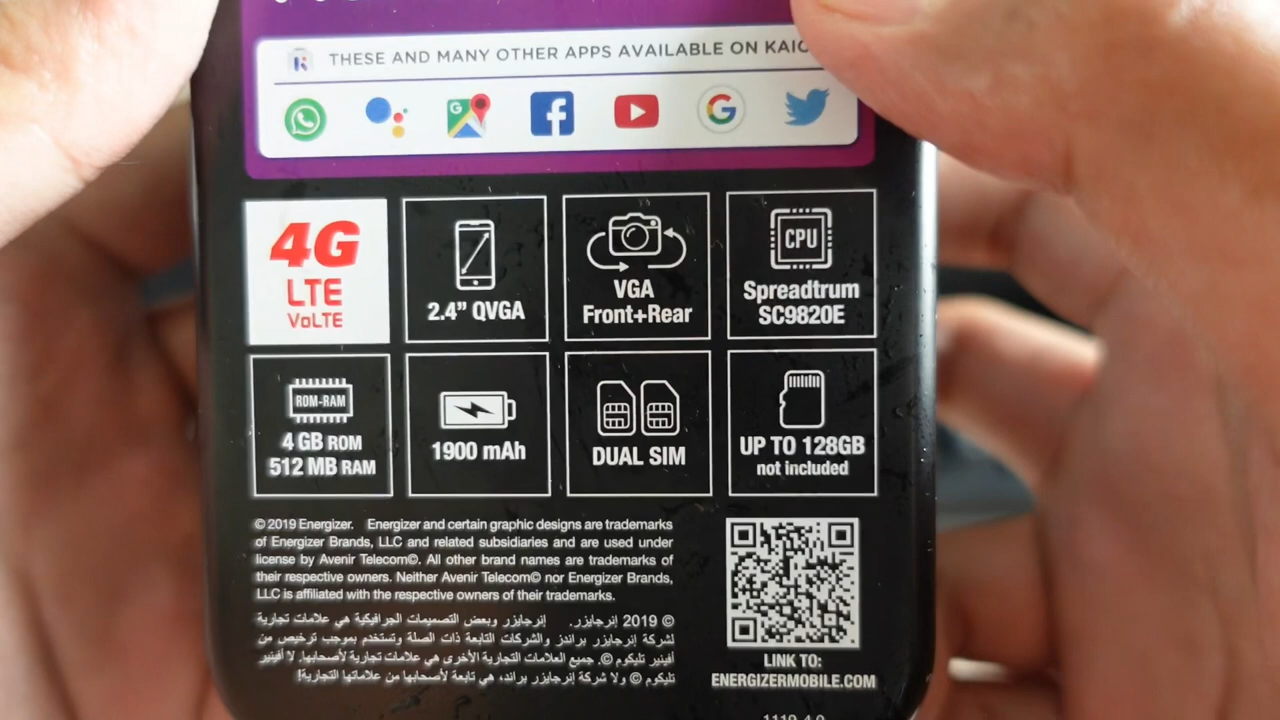 THESE AND MANY OTHER APPS AVAILABLE ON
4G
LTE
VoLTE
2.4” QVGA
VGA
Front+Rear
CPU
Spreadtrum
SC9820E
ROM-RAM
4 GB ROM
512 MB RAM
1900 mAh
DUAL SIM
UP TO 128GB
not included
© 2019 Energizer. Energizer and certain graphic designs are trademarks
of Energizer Brands, LLC and related subsidiaries and are used under
license by Avenir Telecom©. All other brand names are trademarks of
their respective owners. Neither Avenir Telecom© nor Energizer Brands,
LLC is affiliated with the respective owners of their trademarks.
© 2019 إنرجايزر. إنرجايزر وبعض التصميمات الجرافيكية هي علامات تجارية
لشركة إنرجايزر براندز والشركات التابعة ذات الصلة وتستخدم بموجب ترخيص من
أفينير تليكوم ©. جميع العلامات التجارية الأخرى هي علامات تجارية لأصحابها. لا أفينير
تليكوم © ولا شركة إنرجايزر براند، هي تابعة لأصحابها من علاماتها التجارية!
LINK TO:
ENERGIZERMOBILE.COM